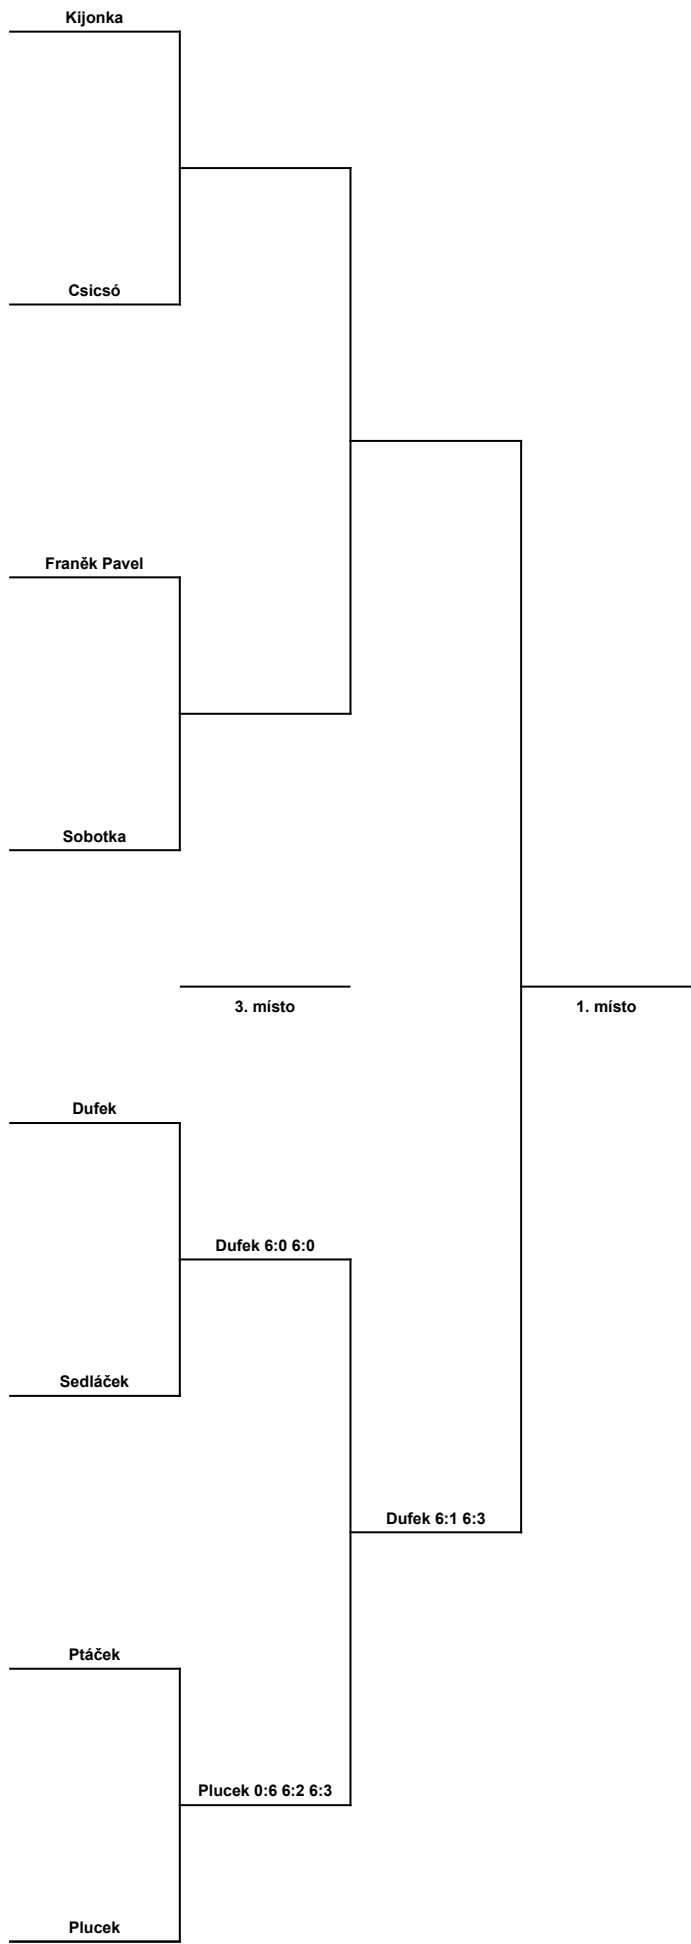 Kijonka
Csicsó
Franěk Pavel
Sobotka
3. místo
1. místo
Dufek
Dufek 6:0 6:0
Sedláček
Dufek 6:1 6:3
Ptáček
Plucek 0:6 6:2 6:3
Plucek